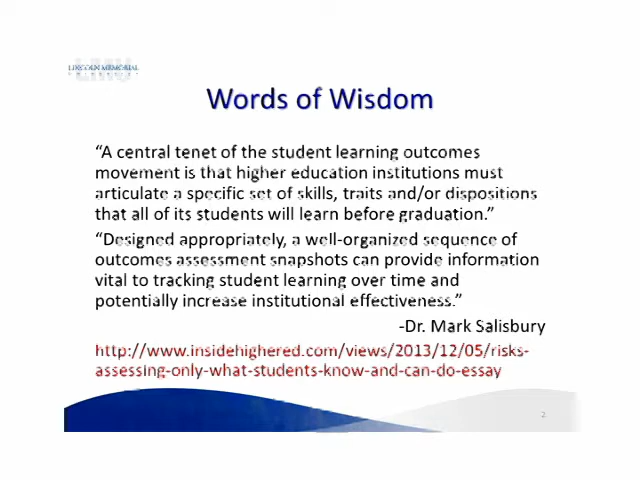 LINCOLN MEMORIAL
UNIVERSITY
Words of Wisdom
“A central tenet of the student learning outcomes
movement is that higher education institutions must
articulate a specific set of skills, traits and/or dispositions
that all of its students will learn before graduation.”
“Designed appropriately, a well-organized sequence of
outcomes assessment snapshots can provide information
vital to tracking student learning over time and
potentially increase institutional effectiveness.”
-Dr. Mark Salisbury
http://www.insidehighered.com/views/2013/12/05/risks-
assessing-only-what-students-know-and-can-do-essay
2